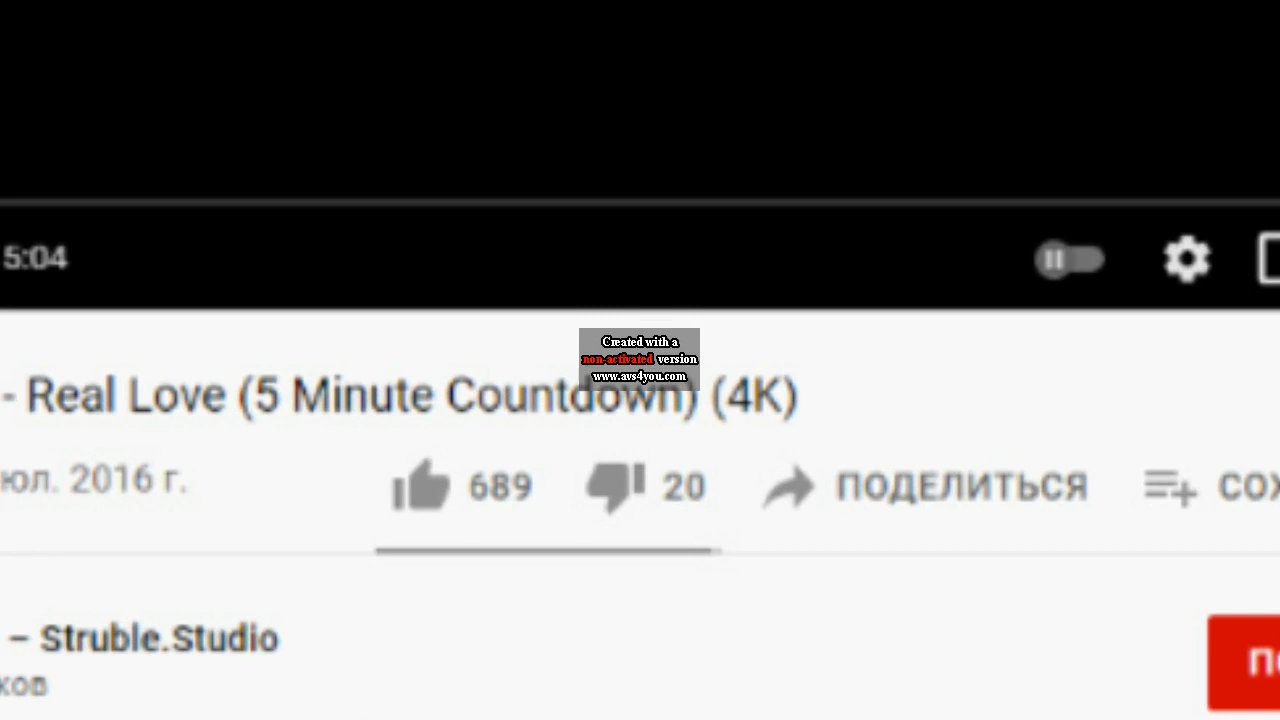 5:04
Created with a
non-activated version
www.avs4you.com
- Real Love (5 Minute Countdown) (4K)
юл. 2016 г.
689
20
ПОДЕЛИТЬСЯ
СОХ
– Struble.Studio
ков